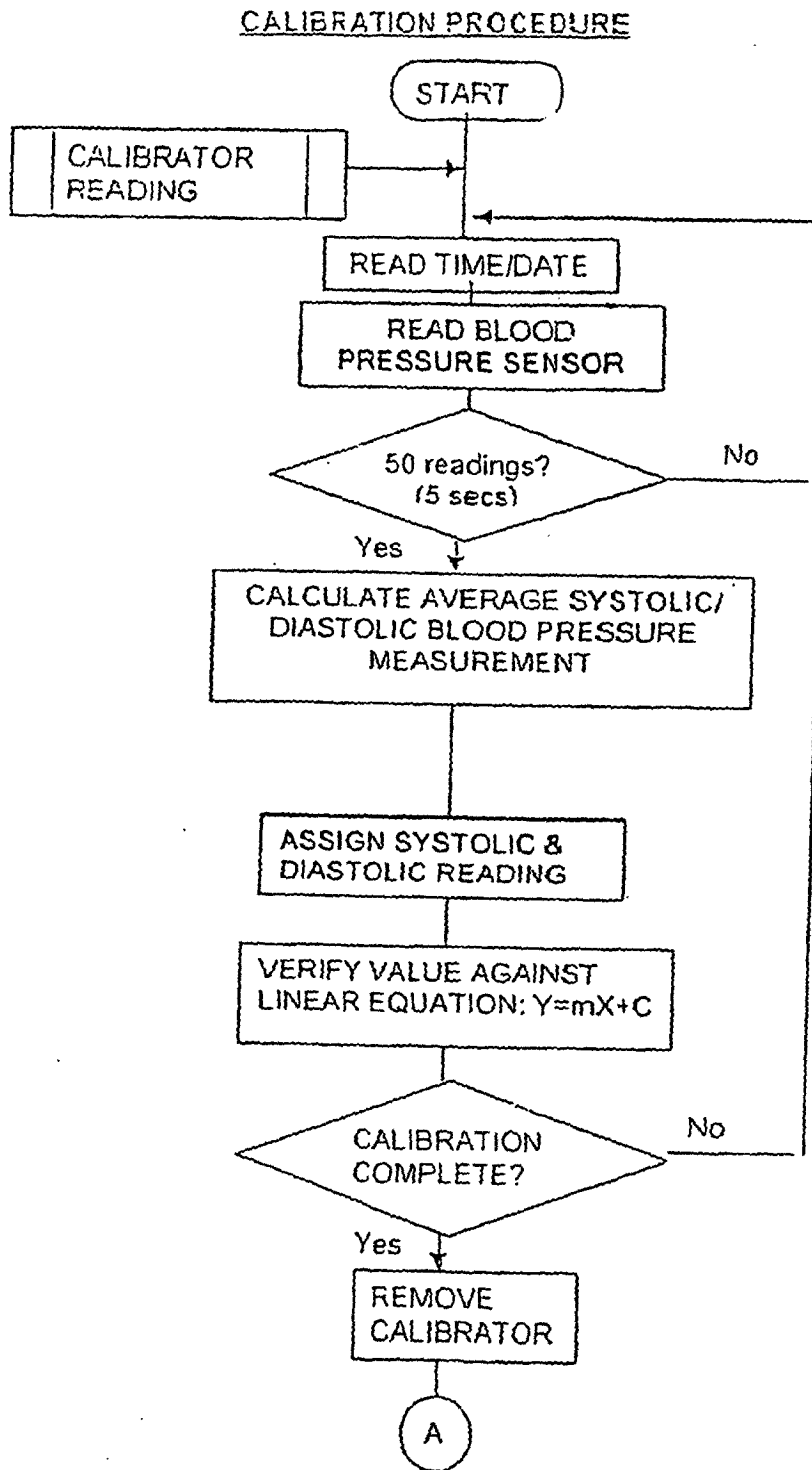 CALIBRATION PROCEDURE
START
CALIBRATOR
READING
READ TIME/DATE
READ BLOOD
PRESSURE SENSOR
50 readings?
(5 secs)
No
Yes
CALCULATE AVERAGE SYSTOLIC/
DIASTOLIC BLOOD PRESSURE
MEASUREMENT
ASSIGN SYSTOLIC &
DIASTOLIC READING
VERIFY VALUE AGAINST
LINEAR EQUATION: Y=mX+C
CALIBRATION
COMPLETE?
No
Yes
REMOVE
CALIBRATOR
A